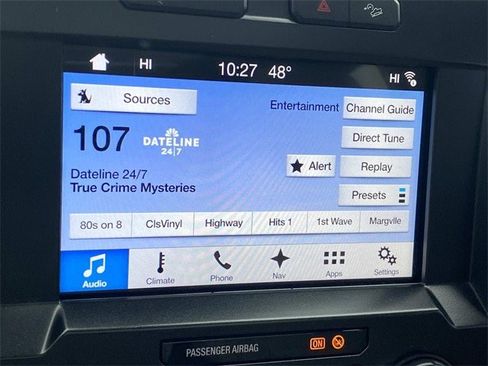 HI 10:27 48° HI
Sources
Entertainment
Channel Guide
107
DATELINE
24|7
Direct Tune
Dateline 24/7
True Crime Mysteries
Alert
Replay
Presets
80s on 8 ClsVinyl Highway Hits 1 1st Wave Margvlle
Audio Climate Phone Nav Apps Settings
PASSENGER AIRBAG ON